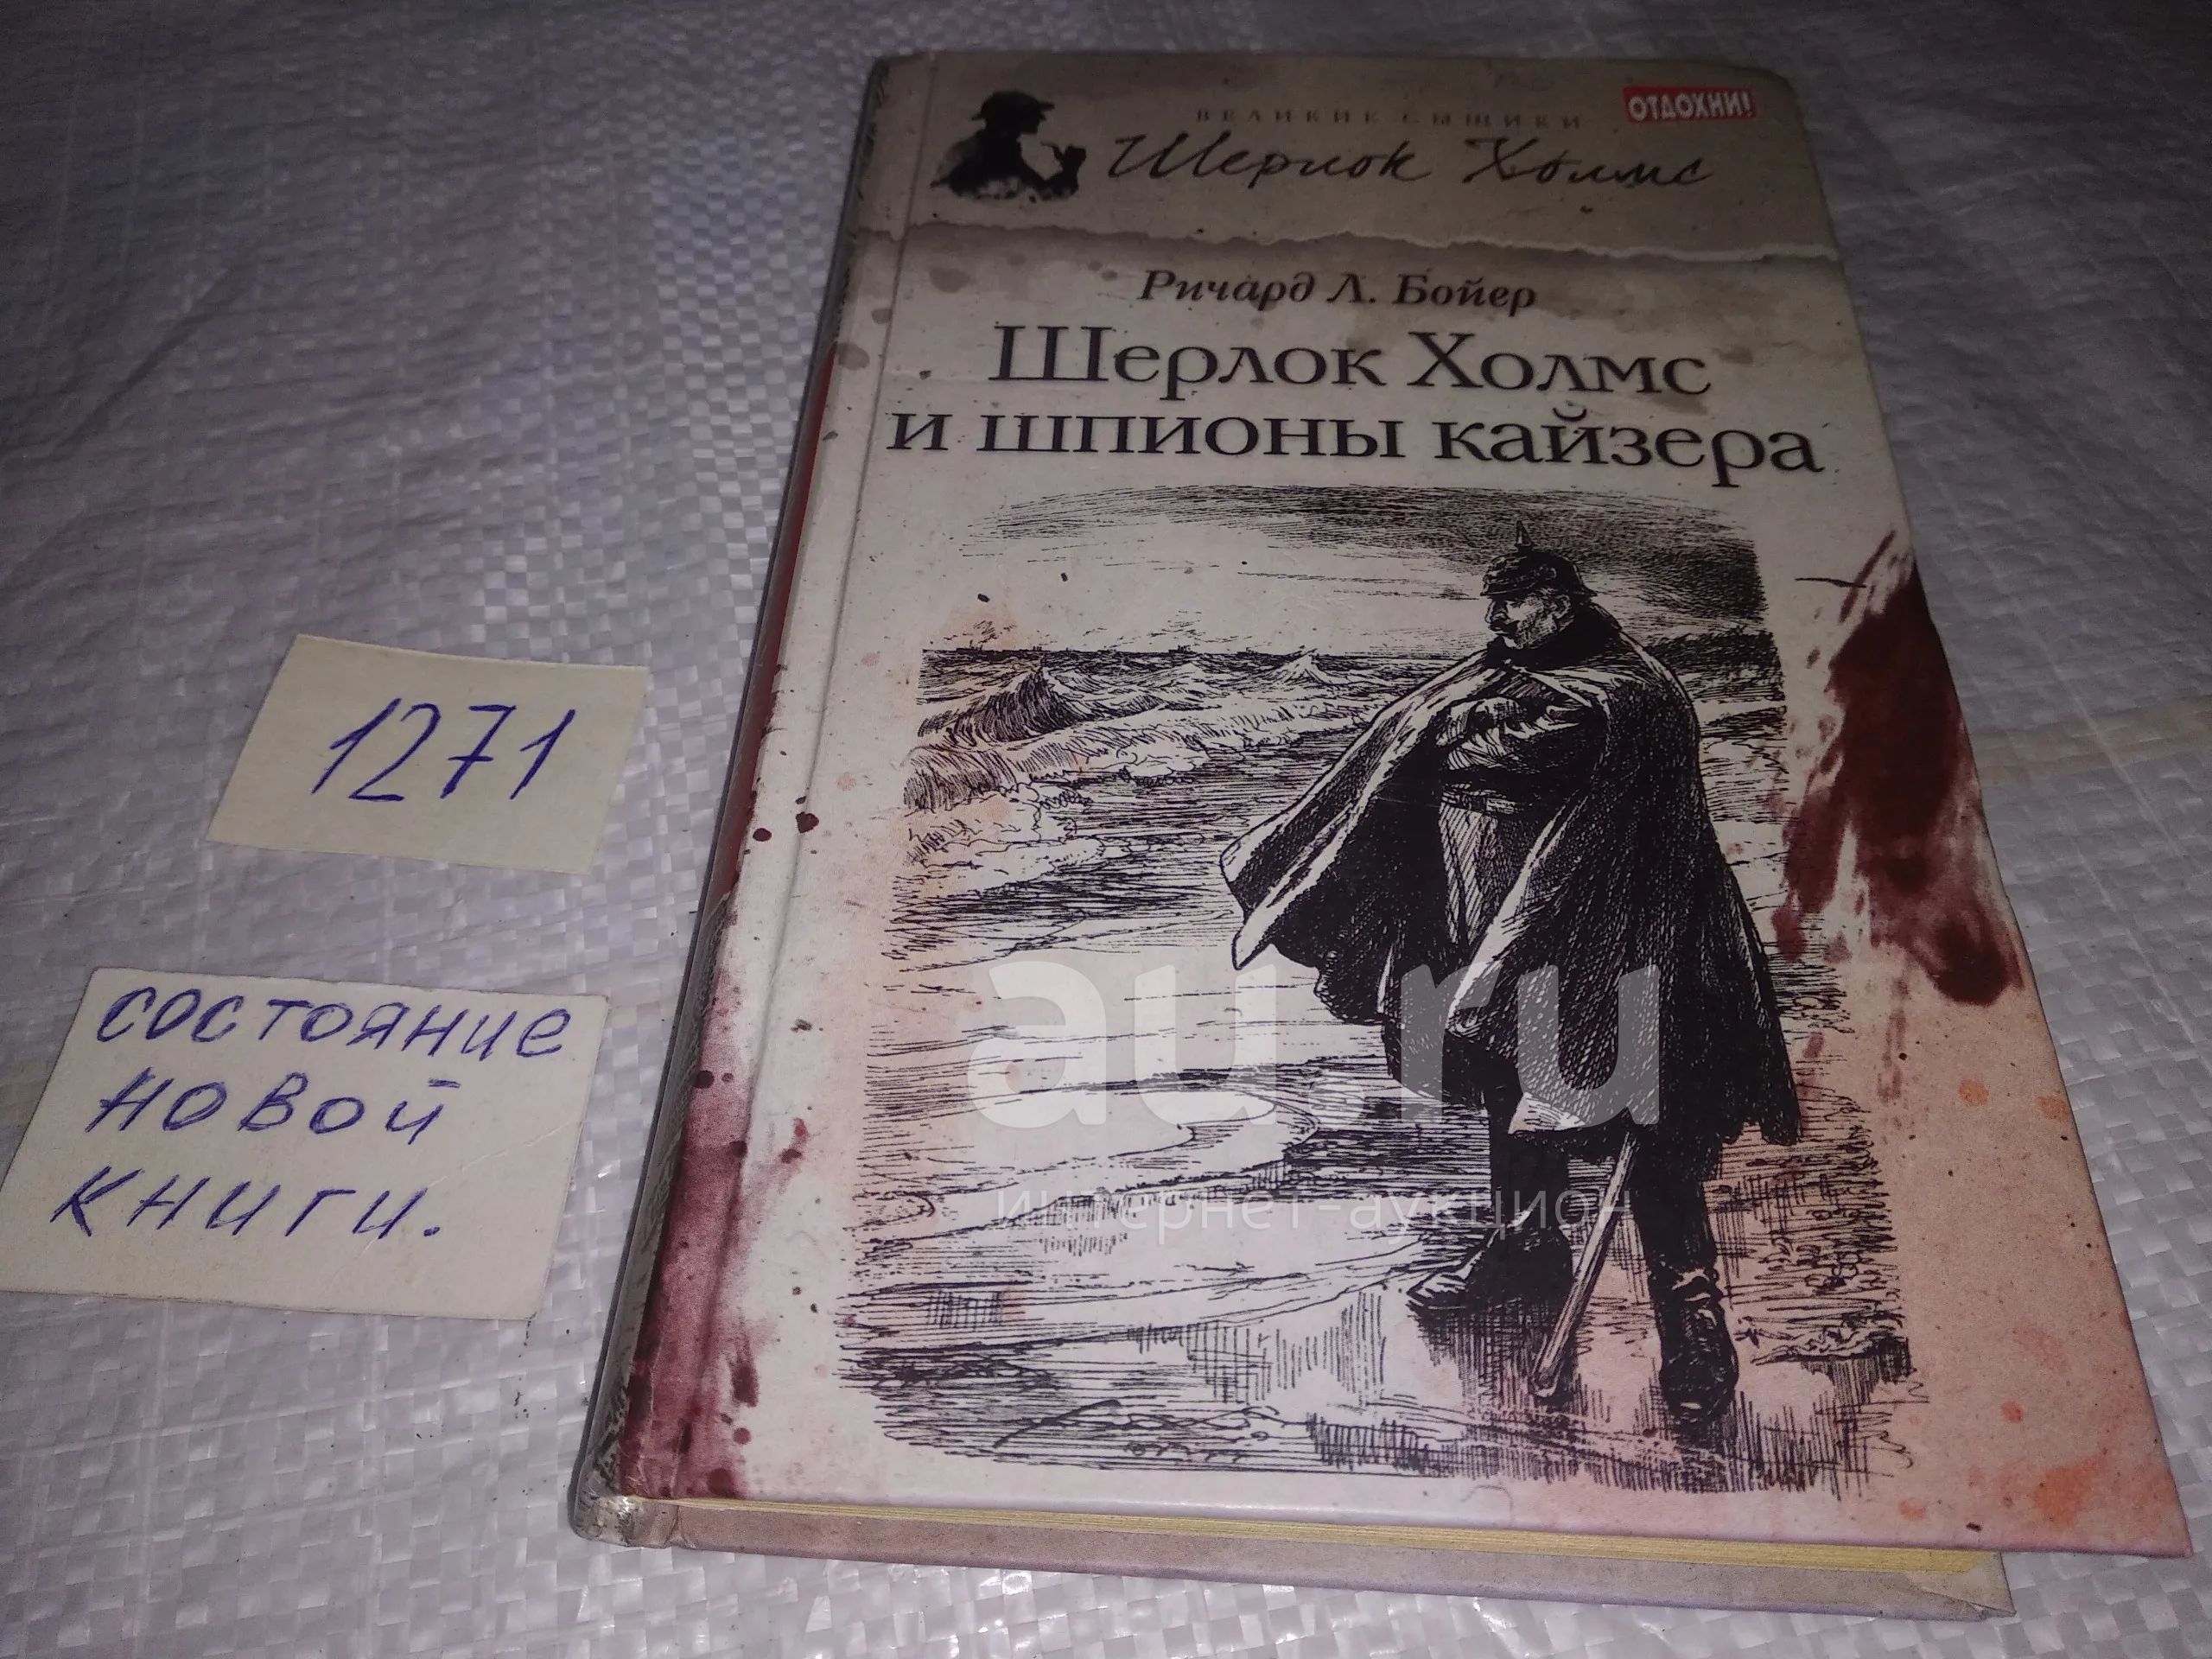 ВЕЛИКИЕ СЫЩИКИ
ОТДОХНИ!
Шерлок Холмс
Ричард Л. Бойер
Шерлок Холмс
и шпионы кайзера
1271
состояние
новой
книги.
au.ru
интернет-аукцион